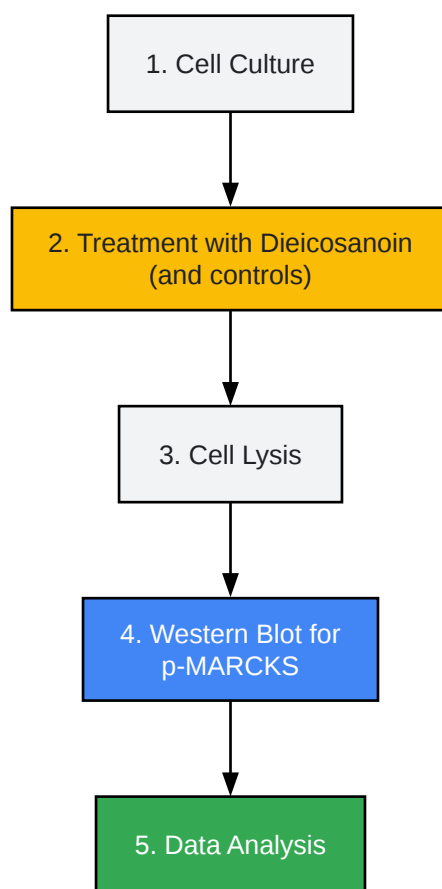 1. Cell Culture
2. Treatment with Dieicosanoin
(and controls)
3. Cell Lysis
4. Western Blot for
p-MARCKS
5. Data Analysis